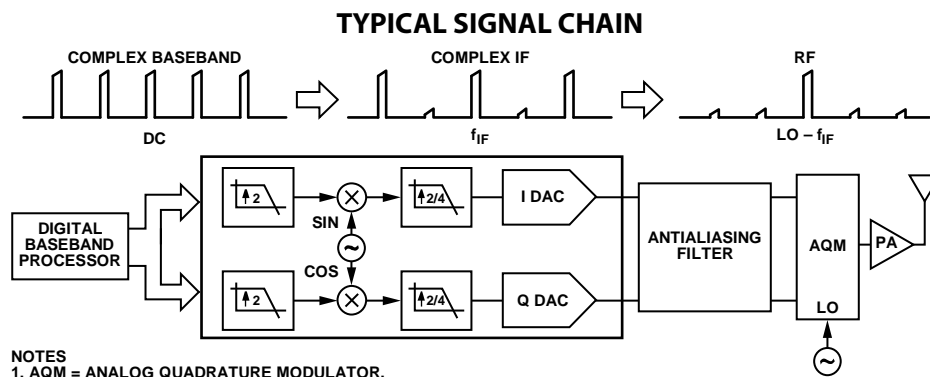 TYPICAL SIGNAL CHAIN
COMPLEX BASEBAND
COMPLEX IF
RF
DC
fIF
LO – fIF
DIGITAL
BASEBAND
PROCESSOR
2
SIN
2/4
I DAC
COS
2
2/4
Q DAC
ANTIALIASING
FILTER
AQM
LO
PA
NOTES
1. AQM = ANALOG QUADRATURE MODULATOR.